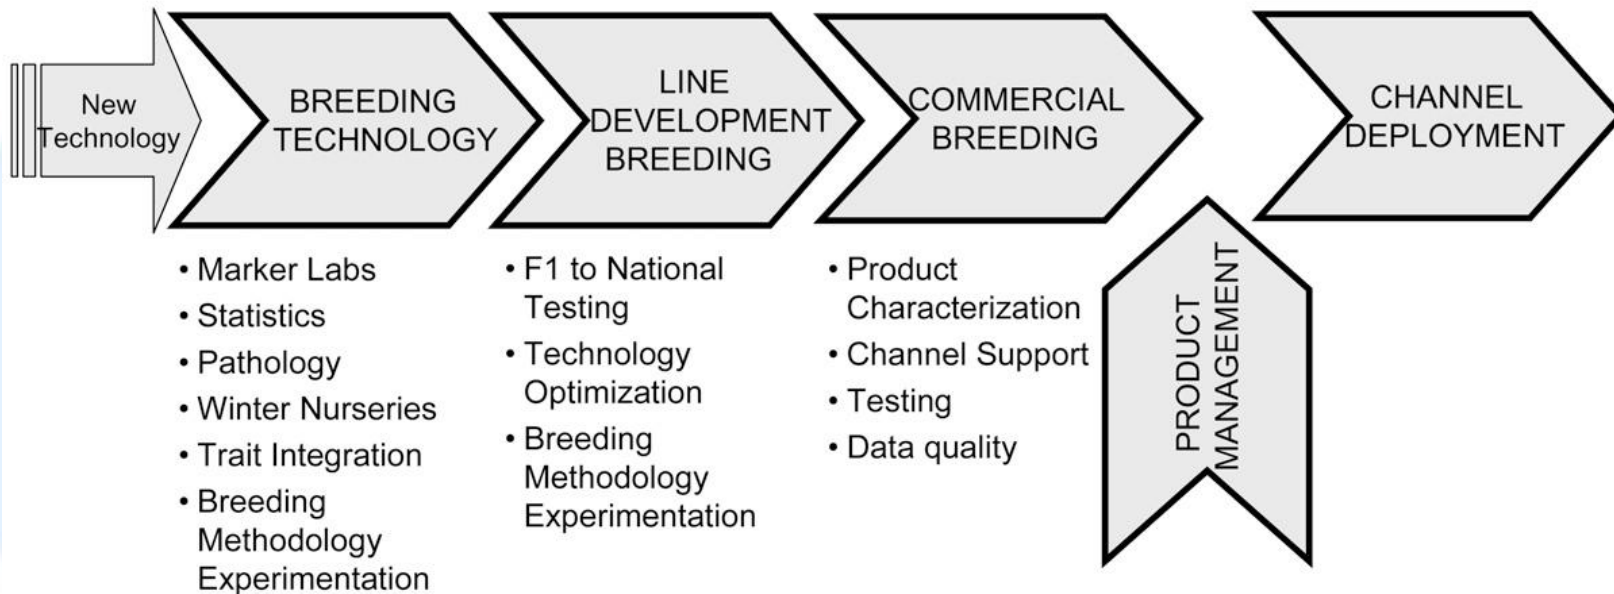 New
Technology
BREEDING
TECHNOLOGY
LINE
DEVELOPMENT
BREEDING
COMMERCIAL
BREEDING
CHANNEL
DEPLOYMENT
• Marker Labs
• Statistics
• Pathology
• Winter Nurseries
• Trait Integration
• Breeding
Methodology
Experimentation
• F1 to National
Testing
• Technology
Optimization
• Breeding
Methodology
Experimentation
• Product
Characterization
• Channel Support
• Testing
• Data quality
PRODUCT
MANAGEMENT